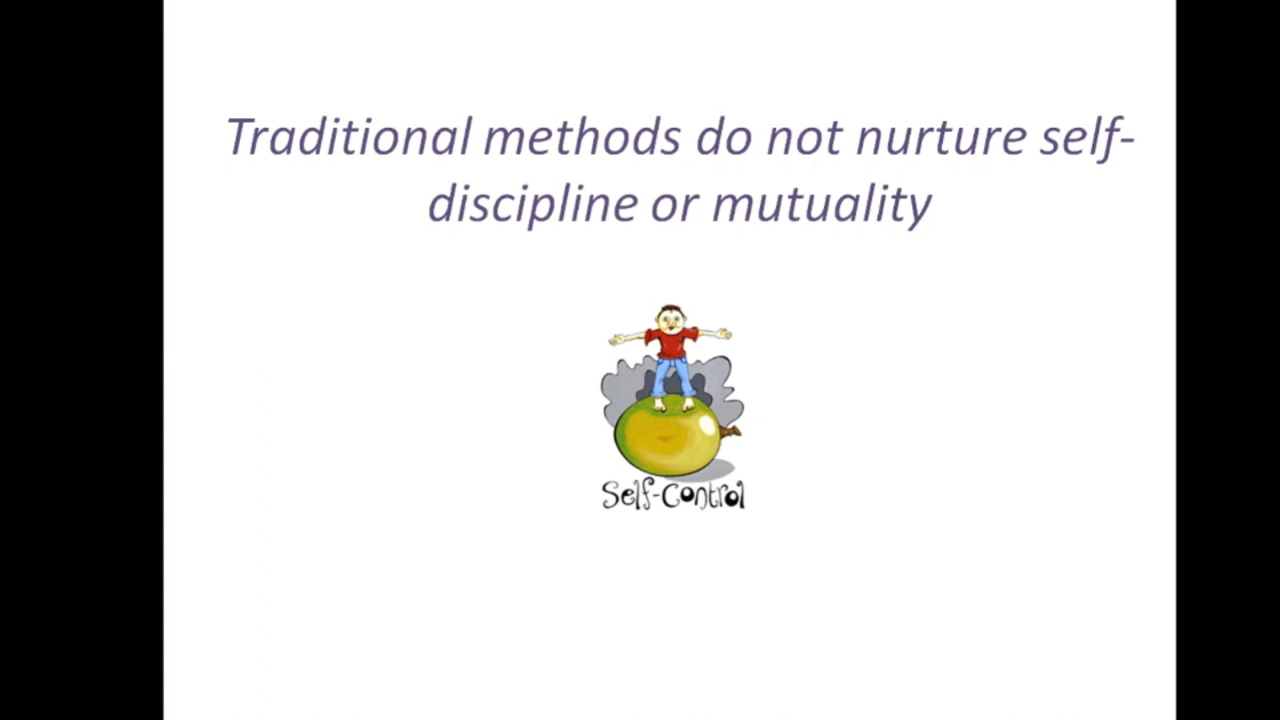 Traditional methods do not nurture self-
discipline or mutuality
Self-Control